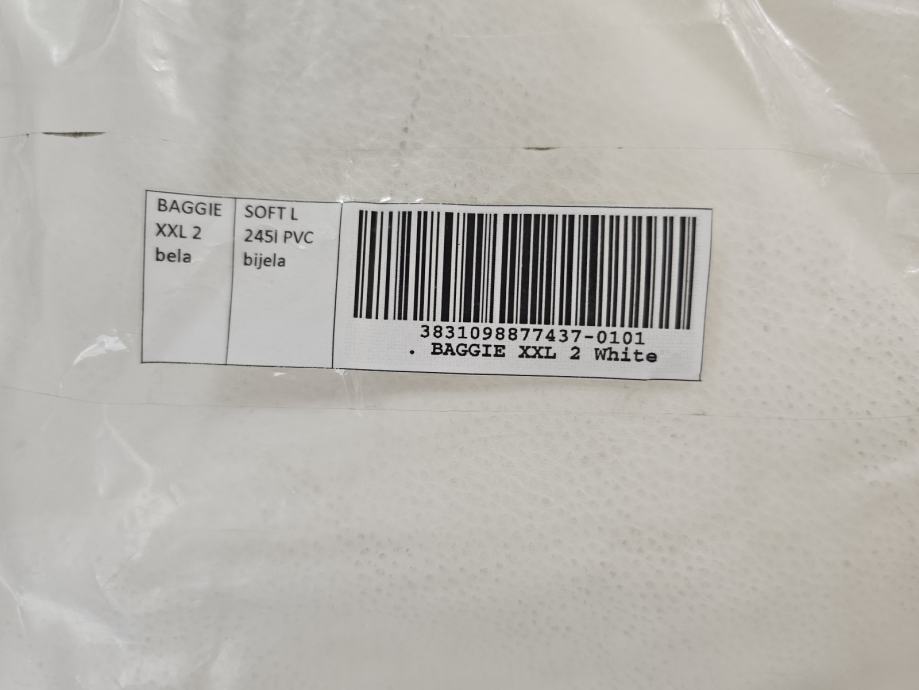 BAGGIE
XXL 2
bela
SOFT L
245l PVC
bijela
3831098877437-0101
. BAGGIE XXL 2 White